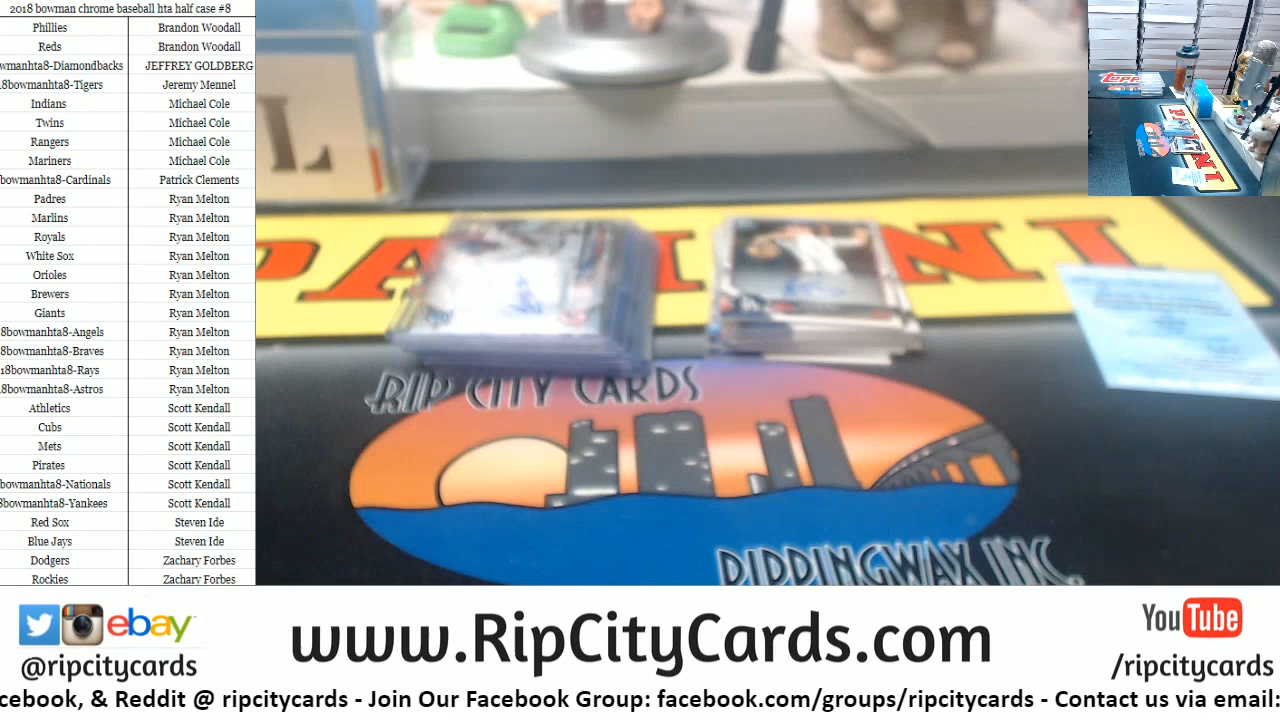 2018 bowman chrome baseball hta half case #8
Phillies Brandon Woodall
Reds Brandon Woodall
wmanhta8-Diamondbacks JEFFREY GOLDBERG
8bowmanhta8-Tigers Jeremy Mennel
Indians Michael Cole
Twins Michael Cole
Rangers Michael Cole
Mariners Michael Cole
bowmanhta8-Cardinals Patrick Clements
Padres Ryan Melton
Marlins Ryan Melton
Royals Ryan Melton
White Sox Ryan Melton
Orioles Ryan Melton
Brewers Ryan Melton
Giants Ryan Melton
8bowmanhta8-Angels Ryan Melton
8bowmanhta8-Braves Ryan Melton
18bowmanhta8-Rays Ryan Melton
8bowmanhta8-Astros Ryan Melton
Athletics Scott Kendall
Cubs Scott Kendall
Mets Scott Kendall
Pirates Scott Kendall
bowmanhta8-Nationals Scott Kendall
8bowmanhta8-Yankees Scott Kendall
Red Sox Steven Ide
Blue Jays Steven Ide
Dodgers Zachary Forbes
Rockies Zachary Forbes
L
PANINI
RIP CITY CARDS
RIPPINGWAX INC.
Topps
PANINI
ebay
@ripcitycards
www.RipCityCards.com
YouTube
/ripcitycards
cebook, & Reddit @ ripcitycards - Join Our Facebook Group: facebook.com/groups/ripcitycards - Contact us via email: